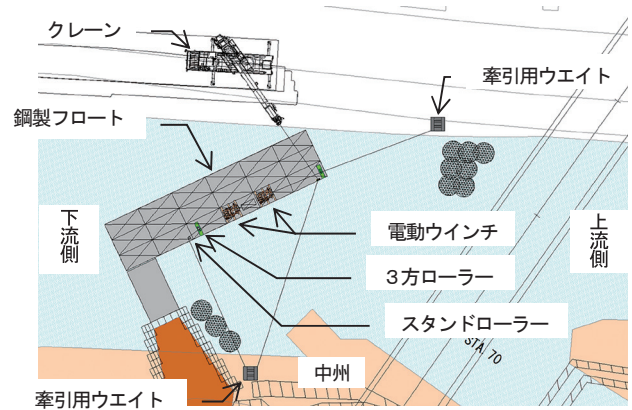 クレーン
牽引用ウエイト
鋼製フロート
下流側
上流側
電動ウインチ
3方ローラー
スタンドローラー
STA 70
中州
牽引用ウエイト